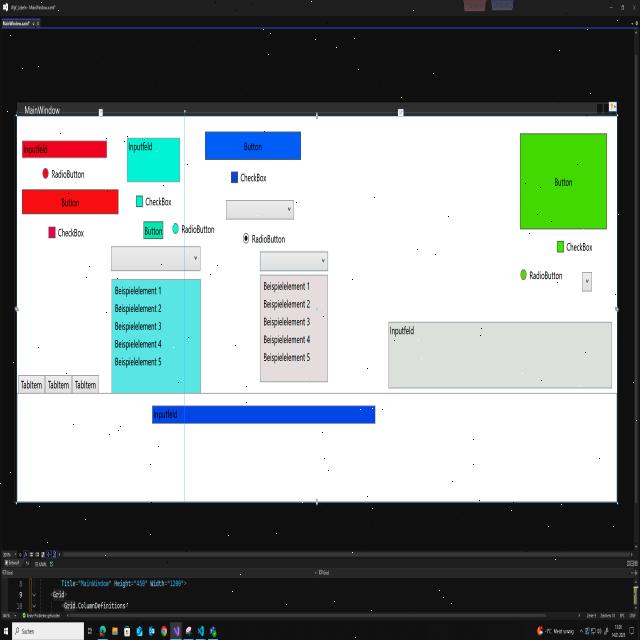 MainWindow.xaml*
MainWindow
Inputfeld
Inputfeld
Button
Button
RadioButton
CheckBox
Button
CheckBox
Button
RadioButton
CheckBox
RadioButton
CheckBox
RadioButton
Beispielelement 1
Beispielelement 2
Beispielelement 3
Beispielelement 4
Beispielelement 5
Beispielelement 1
Beispielelement 2
Beispielelement 3
Beispielelement 4
Beispielelement 5
Inputfeld
TabItem TabItem TabItem
Inputfeld
8 Title="MainWindow" Height="450" Width="1200">
9 <Grid>
10 <Grid.ColumnDefinitions>
Suchen